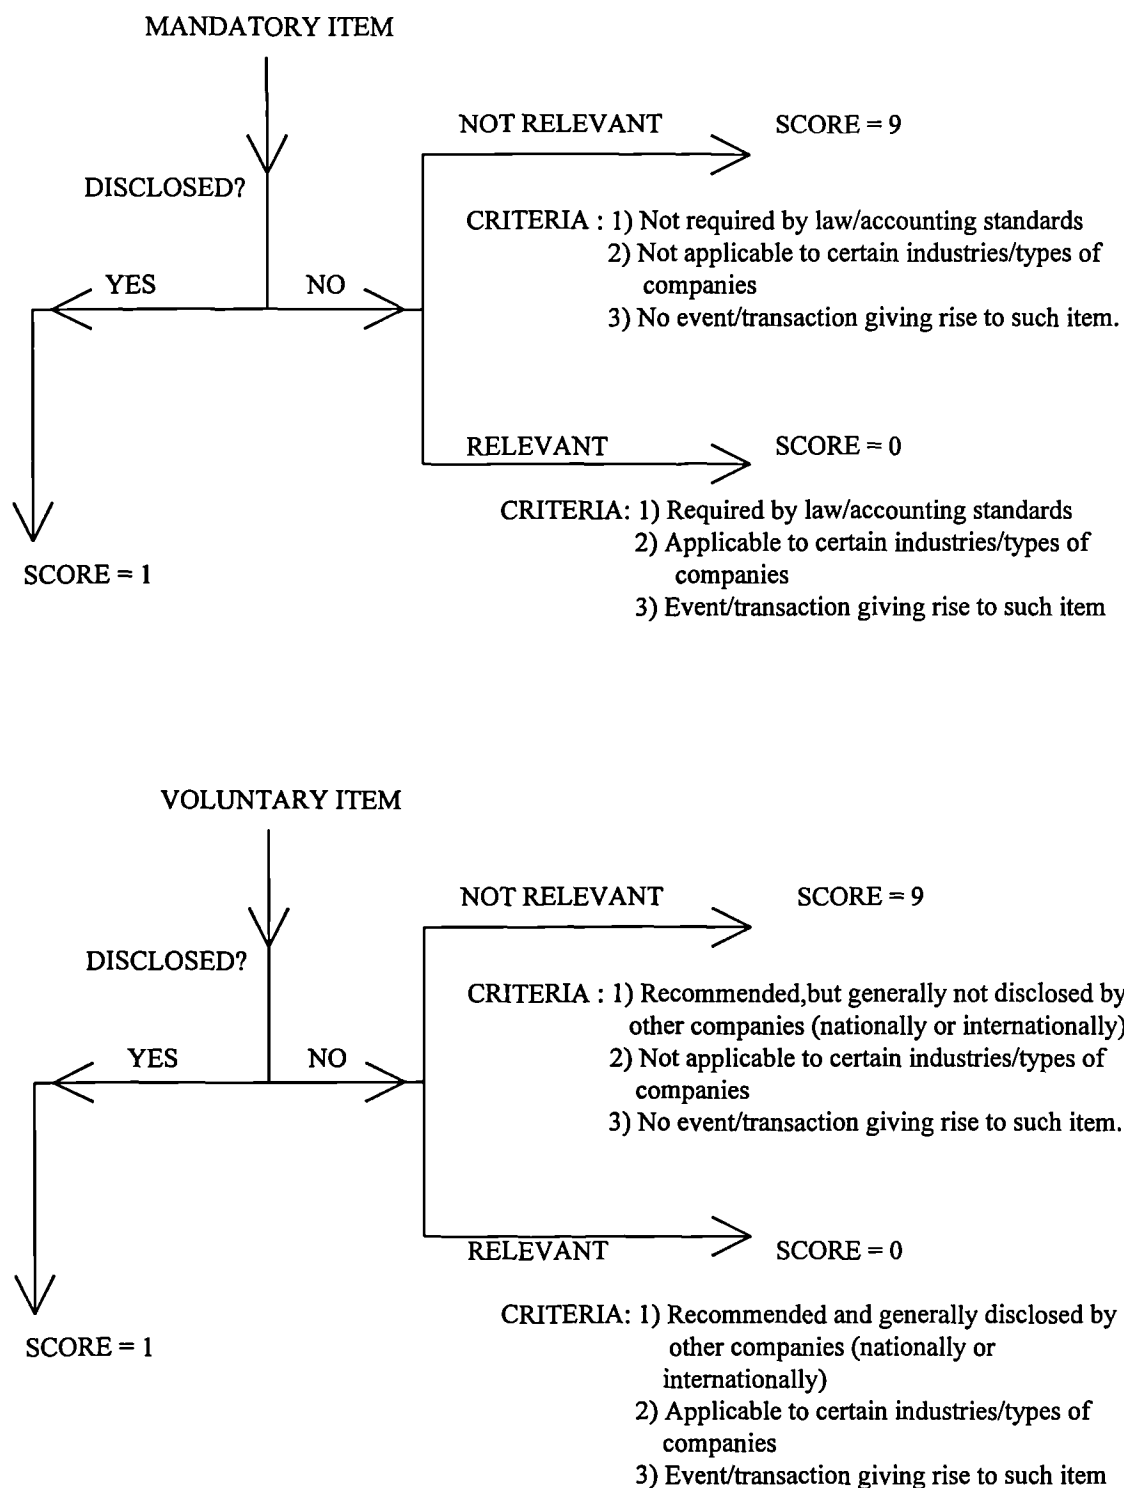 MANDATORY ITEM
NOT RELEVANT SCORE = 9
DISCLOSED?
CRITERIA : 1) Not required by law/accounting standards
2) Not applicable to certain industries/types of
companies
YES NO
3) No event/transaction giving rise to such item.
RELEVANT SCORE = 0
CRITERIA: 1) Required by law/accounting standards
2) Applicable to certain industries/types of
companies
SCORE = 1
3) Event/transaction giving rise to such item
VOLUNTARY ITEM
NOT RELEVANT SCORE = 9
DISCLOSED?
CRITERIA : 1) Recommended,but generally not disclosed by
other companies (nationally or internationally)
YES NO
2) Not applicable to certain industries/types of
companies
3) No event/transaction giving rise to such item.
RELEVANT SCORE = 0
CRITERIA: 1) Recommended and generally disclosed by
SCORE = 1
other companies (nationally or
internationally)
2) Applicable to certain industries/types of
companies
3) Event/transaction giving rise to such item